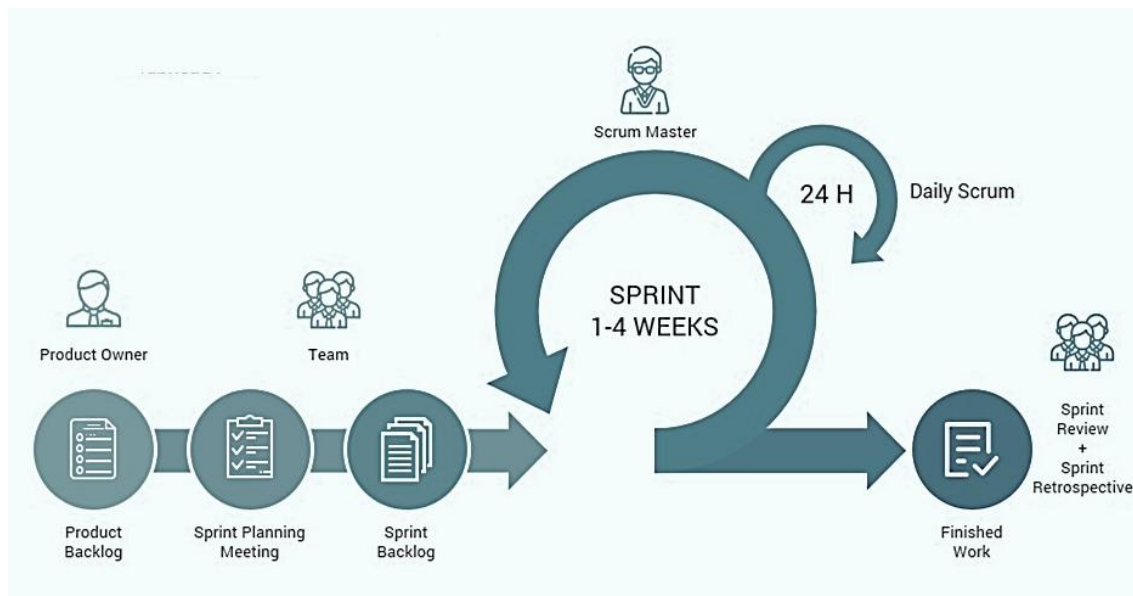 Scrum Master
24 H
Daily Scrum
SPRINT
1-4 WEEKS
Product Owner
Team
Sprint
Review
+
Sprint
Retrospective
Product
Backlog
Sprint Planning
Meeting
Sprint
Backlog
Finished
Work